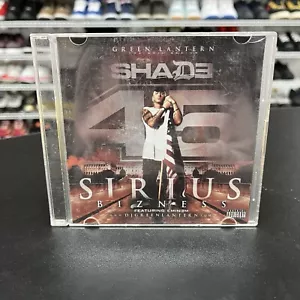 GREEN LANTERN
SHADE
45
SIRIUS
BIZNESS
FEATURING EMINEM
DJGREENLANTERN